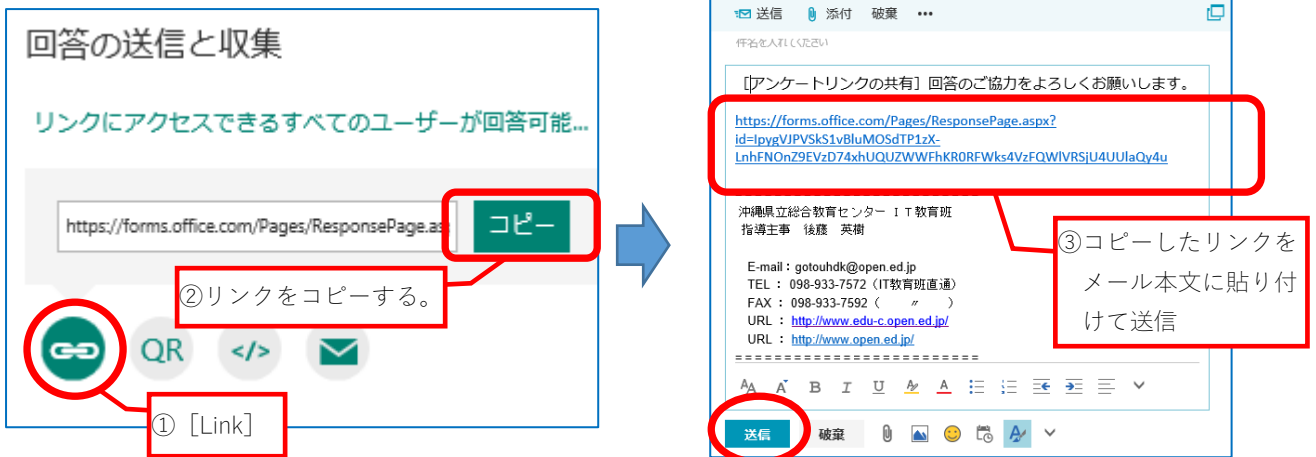 回答の送信と収集
リンクにアクセスできるすべてのユーザーが回答可能...
https://forms.office.com/Pages/ResponsePage.as
コピー
②リンクをコピーする。
QR </>
①［Link］
送信 添付 破棄 •••
件名を入れてください
［アンケートリンクの共有］回答のご協力をよろしくお願いします。
https://forms.office.com/Pages/ResponsePage.aspx?
id=IpygVJPVSkS1vBluMOSdTP1zX-
LnhFNOnZ9EVzD74xhUQUZWWFhKR0RFWks4VzFQWlVRSjU4UUlaQy4u
===========================
沖縄県立総合教育センター ＩＴ教育班
指導主事 後藤 英樹
E-mail：gotouhdk@open.ed.jp
TEL ： 098-933-7572（IT教育班直通）
FAX ： 098-933-7592（ 〃 ）
URL ： http://www.edu-c.open.ed.jp/
URL ： http://www.open.ed.jp/
===========================
③コピーしたリンクを
メール本文に貼り付
けて送信
AA A B I U A
送信 破棄